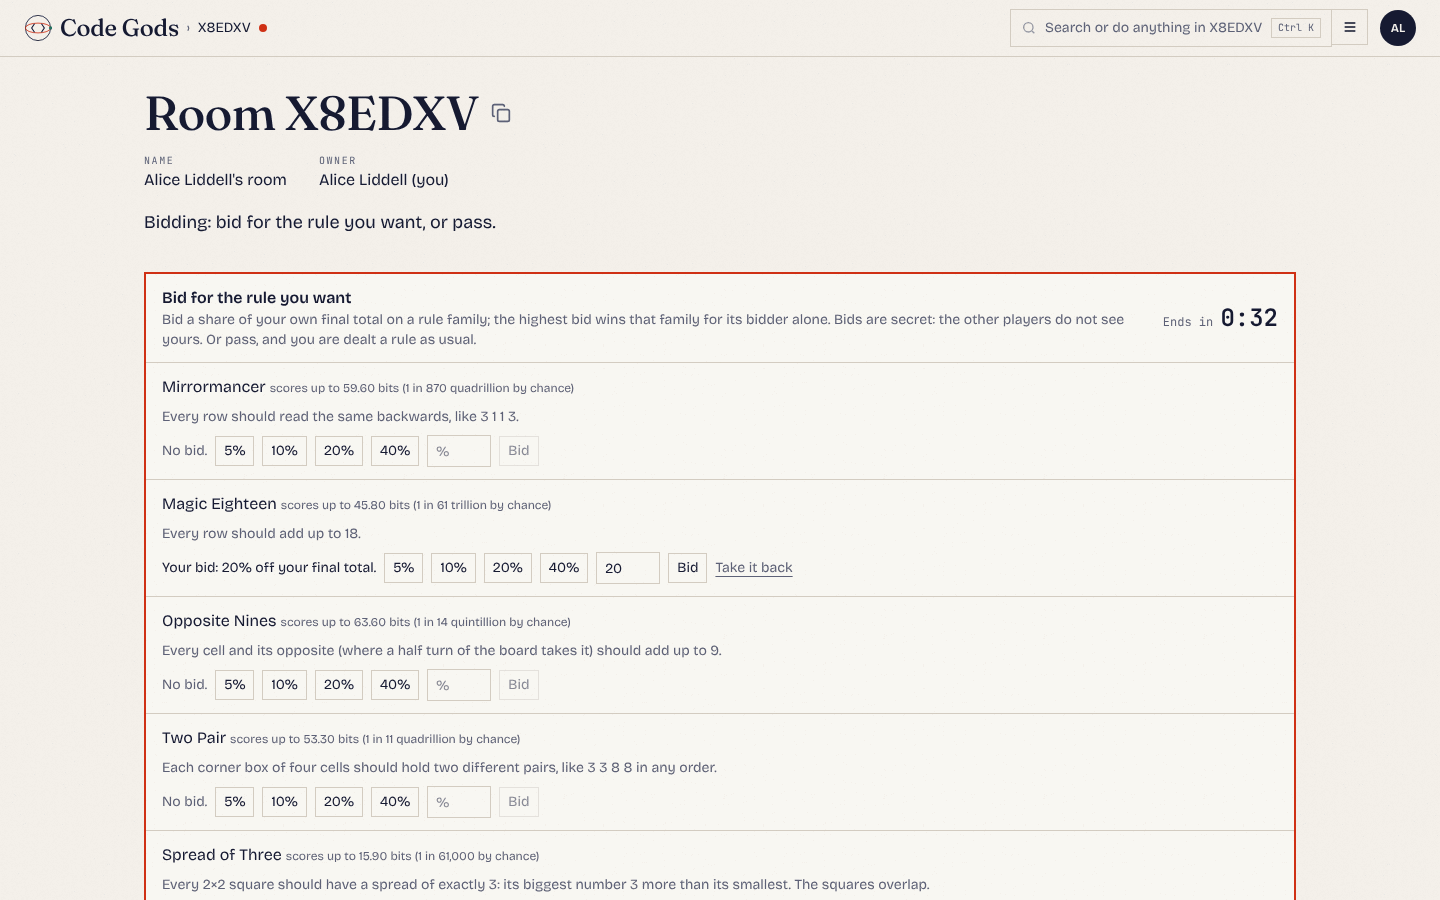 Code Gods › X8EDXV
Search or do anything in X8EDXV Ctrl K
AL
Room X8EDXV
NAME OWNER
Alice Liddell's room Alice Liddell (you)
Bidding: bid for the rule you want, or pass.
Bid for the rule you want
Bid a share of your own final total on a rule family; the highest bid wins that family for its bidder alone. Bids are secret: the other players do not see
yours. Or pass, and you are dealt a rule as usual.
Ends in 0:32
Mirrormancer scores up to 59.60 bits (1 in 870 quadrillion by chance)
Every row should read the same backwards, like 3 1 1 3.
No bid. 5% 10% 20% 40% % Bid
Magic Eighteen scores up to 45.80 bits (1 in 61 trillion by chance)
Every row should add up to 18.
Your bid: 20% off your final total. 5% 10% 20% 40% 20 Bid Take it back
Opposite Nines scores up to 63.60 bits (1 in 14 quintillion by chance)
Every cell and its opposite (where a half turn of the board takes it) should add up to 9.
No bid. 5% 10% 20% 40% % Bid
Two Pair scores up to 53.30 bits (1 in 11 quadrillion by chance)
Each corner box of four cells should hold two different pairs, like 3 3 8 8 in any order.
No bid. 5% 10% 20% 40% % Bid
Spread of Three scores up to 15.90 bits (1 in 61,000 by chance)
Every 2×2 square should have a spread of exactly 3: its biggest number 3 more than its smallest. The squares overlap.